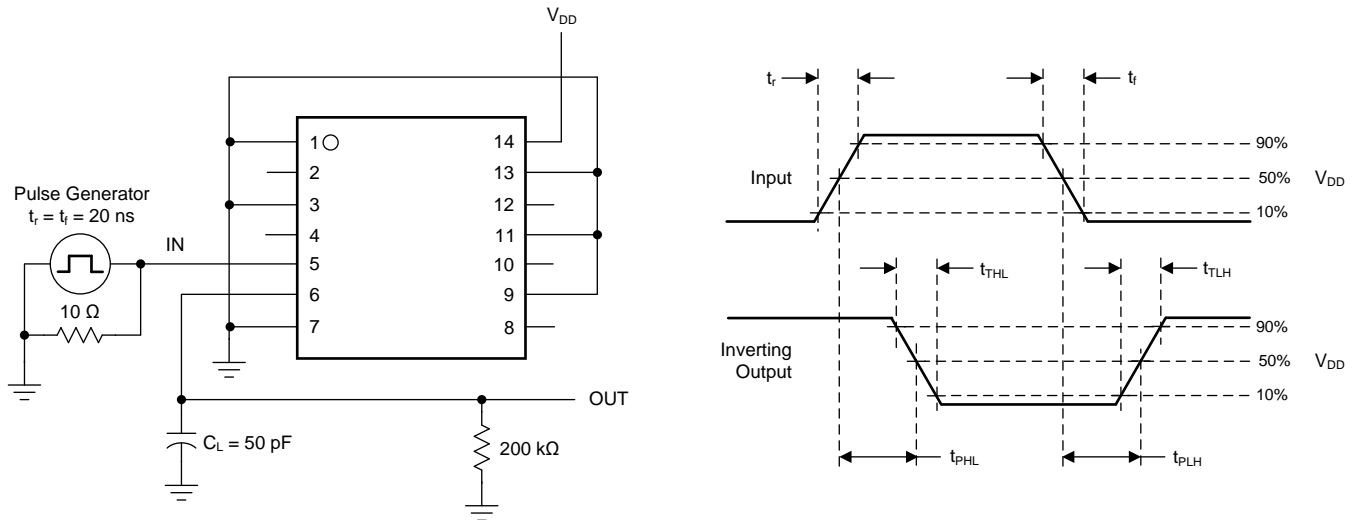 V_DD
1
2
3
4
5
6
7
14
13
12
11
10
9
8
Pulse Generator
t_r = t_f = 20 ns
IN
10 Ω
OUT
C_L = 50 pF
200 kΩ
t_r
t_f
Input
90%
50%
10%
V_DD
t_THL
t_TLH
Inverting
Output
90%
50%
10%
V_DD
t_PHL
t_PLH